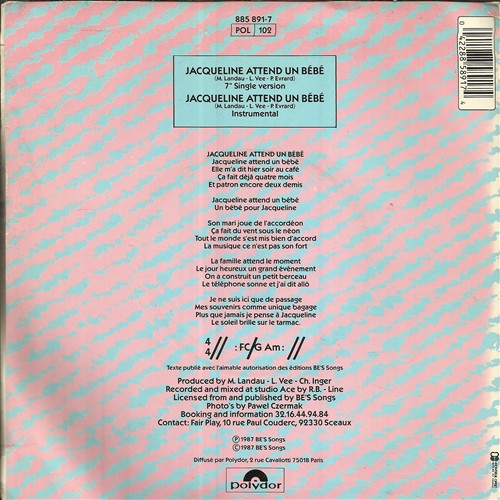 885 891-7
POL 102
0 42288 58917 4
JACQUELINE ATTEND UN BÉBÉ
(M. Landau - L. Vee - P. Evrard)
7" Single version
JACQUELINE ATTEND UN BÉBÉ
(M. Landau - L. Vee - P. Evrard)
Instrumental
JACQUELINE ATTEND UN BÉBÉ
Jacqueline attend un bébé
Elle m'a dit hier soir au café
Ça fait déjà quatre mois
Et patron encore deux demis
Jacqueline attend un bébé
Un bébé pour Jacqueline
Son mari joue de l'accordéon
Ça fait du vent sous le néon
Tout le monde s'est mis bien d'accord
La musique ce n'est pas son fort
La famille attend le moment
Le jour heureux un grand évènement
On a construit un petit berceau
Le téléphone sonne et j'ai dit allô
Je ne suis ici que de passage
Mes souvenirs comme unique bagage
Plus que jamais je pense à Jacqueline
Le soleil brille sur le tarmac.
4/4 // : FC/G Am : //
Texte publié avec l'aimable autorisation des éditions BE'S Songs
Produced by M. Landau - L. Vee - Ch. Inger
Recorded and mixed at studio Ace by R.B. - Line
Licensed from and published by BE'S Songs
Photo's by Pawel Czermak
Booking and information 32.16.44.94.84
Contact: Fair Play, 10 rue Paul Couderc, 92330 Sceaux
℗ 1987 BE'S Songs
© 1987 BE'S Songs
Diffusé par Polydor, 2 rue Cavallotti 75018 Paris
polydor